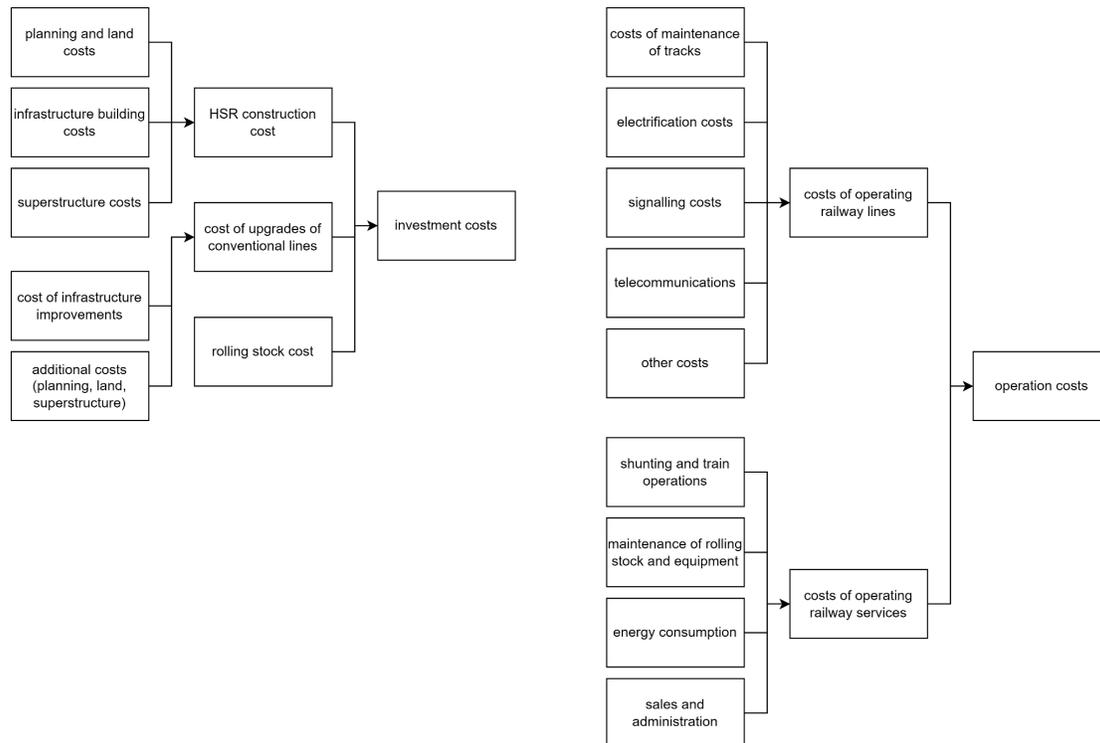 planning and land
costs
infrastructure building
costs
superstructure costs
cost of infrastructure
improvements
additional costs
(planning, land,
superstructure)
HSR construction
cost
cost of upgrades of
conventional lines
rolling stock cost
investment costs
costs of maintenance
of tracks
electrification costs
signalling costs
telecommunications
other costs
shunting and train
operations
maintenance of rolling
stock and equipment
energy consumption
sales and
administration
costs of operating
railway lines
costs of operating
railway services
operation costs